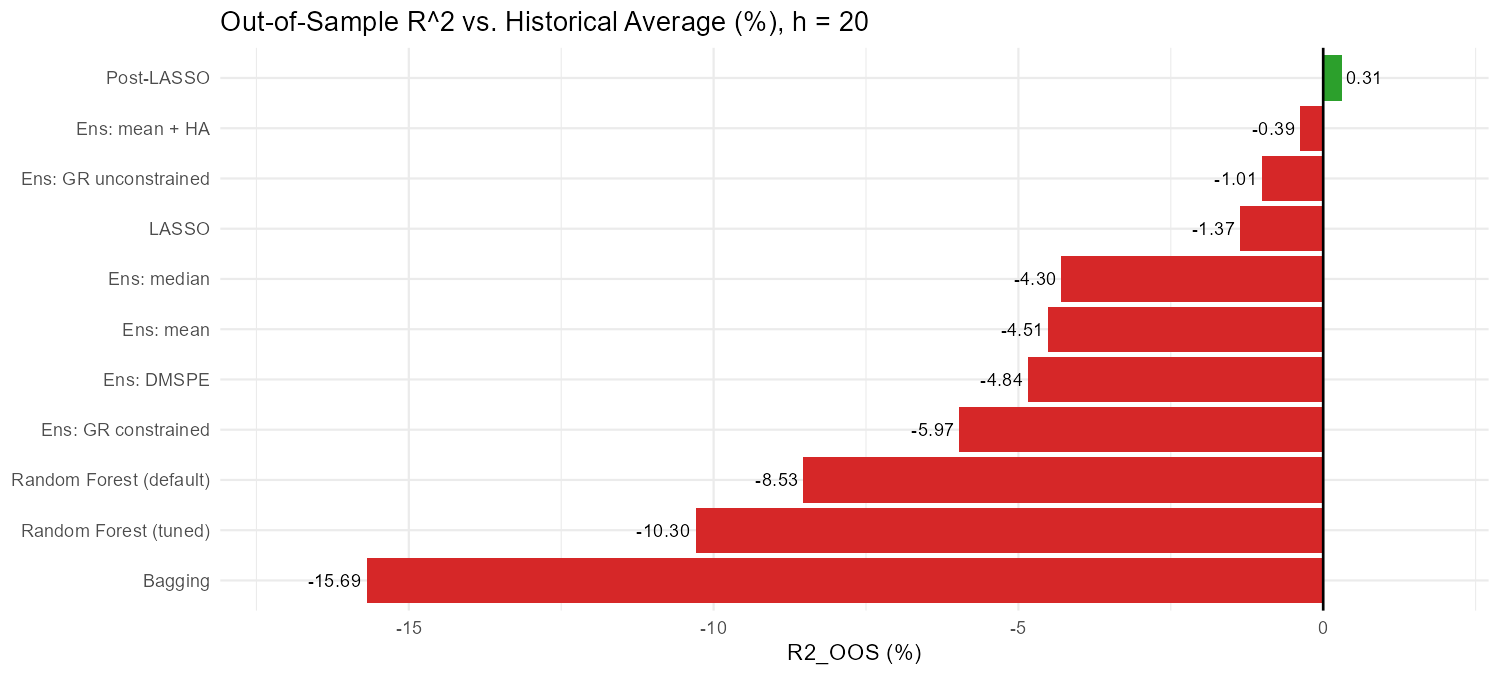 Out-of-Sample R^2 vs. Historical Average (%), h = 20
Post-LASSO 0.31
Ens: mean + HA -0.39
Ens: GR unconstrained -1.01
LASSO -1.37
Ens: median -4.30
Ens: mean -4.51
Ens: DMSPE -4.84
Ens: GR constrained -5.97
Random Forest (default) -8.53
Random Forest (tuned) -10.30
Bagging -15.69
-15 -10 -5 0
R2_OOS (%)